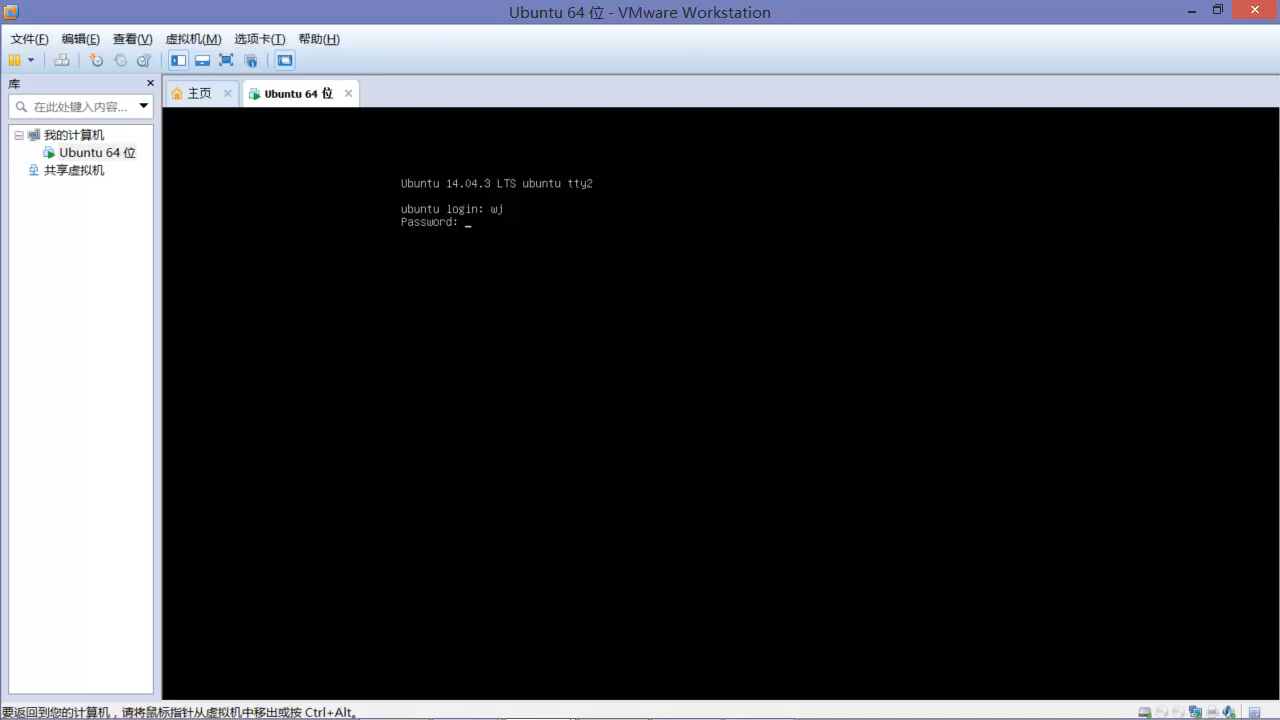 Ubuntu 64 位 - VMware Workstation
文件(F) 编辑(E) 查看(V) 虚拟机(M) 选项卡(T) 帮助(H)
库
在此处键入内容...
我的计算机
Ubuntu 64 位
共享虚拟机
主页
Ubuntu 64 位
Ubuntu 14.04.3 LTS ubuntu tty2
ubuntu login: wj
Password: _
要返回到您的计算机，请将鼠标指针从虚拟机中移出或按 Ctrl+Alt。